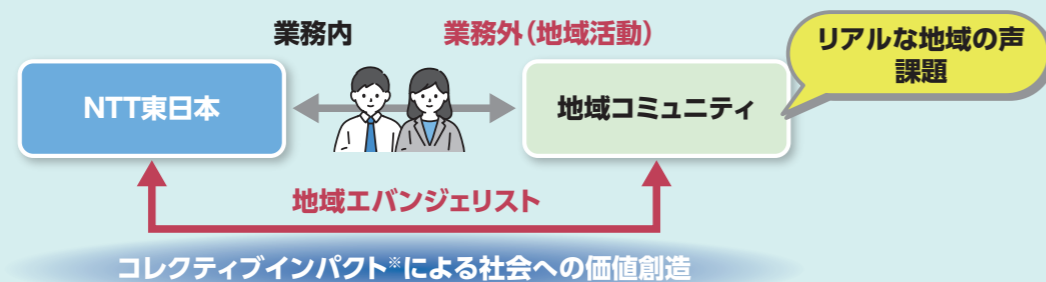 業務内
業務外(地域活動)
リアルな地域の声
課題
NTT東日本
地域コミュニティ
地域エバンジェリスト
コレクティブインパクト※による社会への価値創造